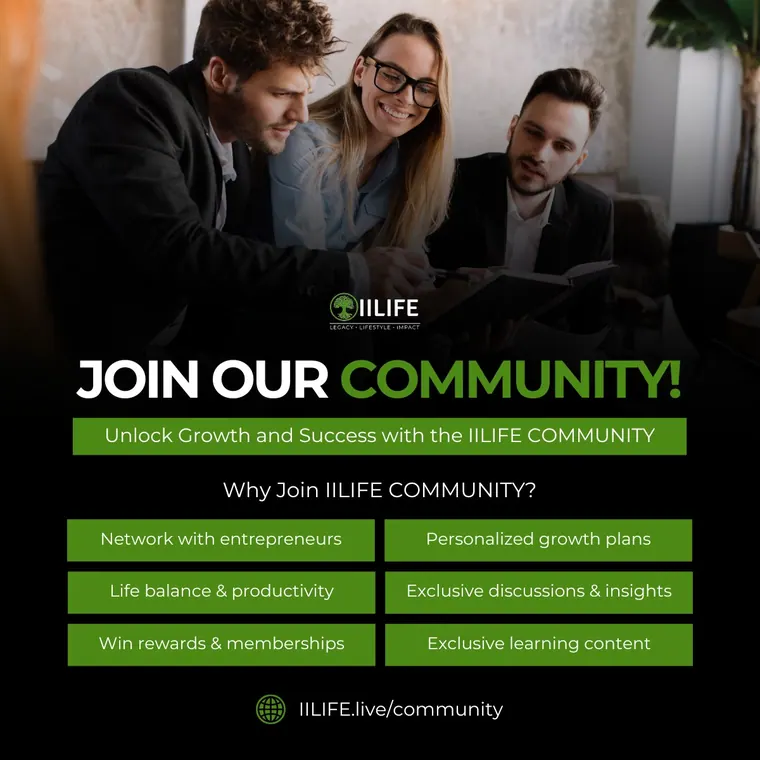 IILIFE
LEGACY • LIFESTYLE • IMPACT
JOIN OUR COMMUNITY!
Unlock Growth and Success with the IILIFE COMMUNITY
Why Join IILIFE COMMUNITY?
Network with entrepreneurs
Personalized growth plans
Life balance & productivity
Exclusive discussions & insights
Win rewards & memberships
Exclusive learning content
IILIFE.live/community